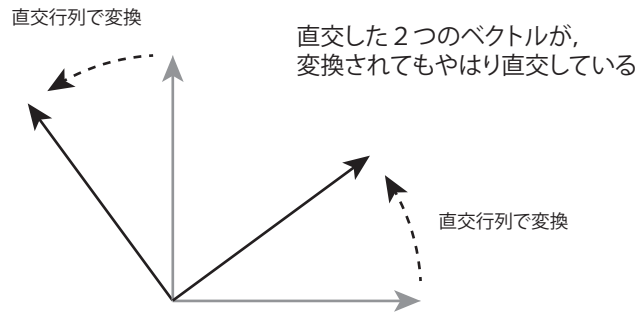 直交行列で変換
直交した２つのベクトルが,
変換されてもやはり直交している
直交行列で変換